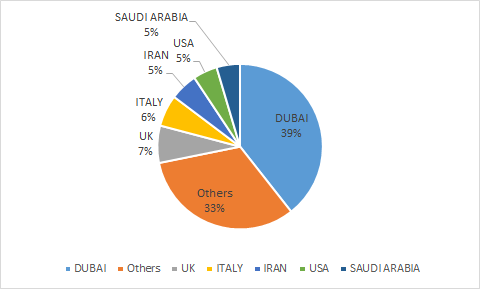 SAUDI ARABIA
5%
USA
5%
IRAN
5%
ITALY
6%
UK
7%
DUBAI
39%
Others
33%
DUBAI Others UK ITALY IRAN USA SAUDI ARABIA